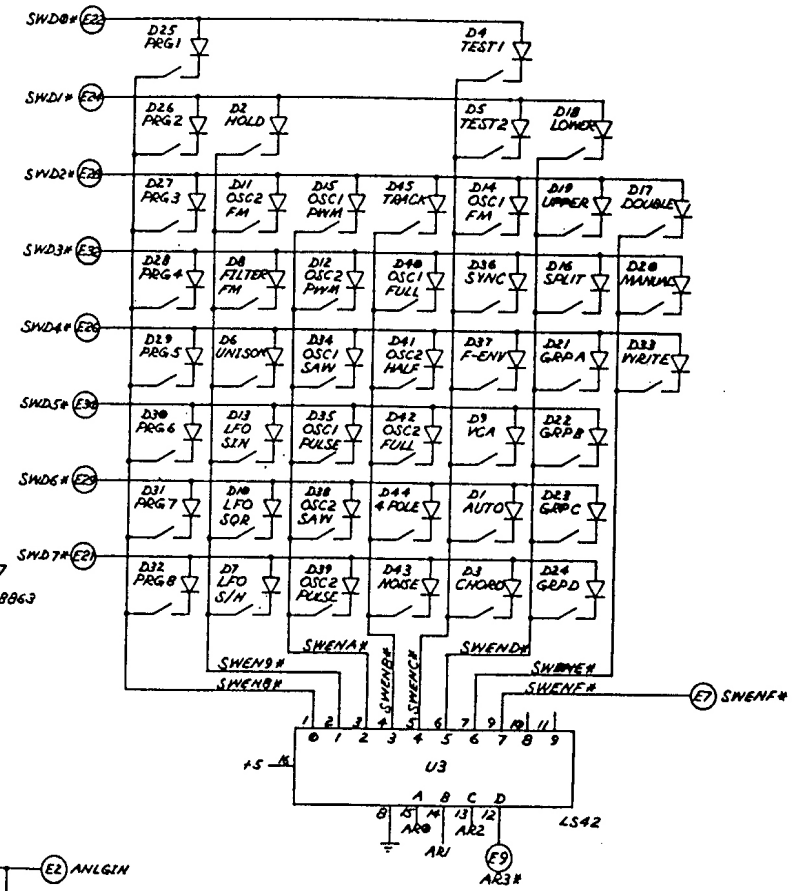 SWD0* E22
D25 PRG1
D4 TEST1
SWD1* E24
D26 PRG2
D2 HOLD
D5 TEST2
D18 LOWER
SWD2*
D27 PRG3
D11 OSC2 FM
D15 OSC1 PWM
D45 TRACK
D14 OSC1 FM
D19 UPPER
D17 DOUBLE
SWD3*
D28 PRG4
D8 FILTER FM
D12 OSC2 PWM
D40 OSC1 FULL
D36 SYNC
D16 SPLIT
D20 MANUAL
SWD4*
D29 PRG5
D6 UNISON
D34 OSC1 SAW
D41 OSC2 HALF
D37 F-ENV
D21 GRPA
D33 WRITE
SWD5*
D30 PRG6
D13 LFO SIN
D35 OSC1 PULSE
D42 OSC2 FULL
D9 VCA
D22 GRPB
SWD6* E29
D31 PRG7
D10 LFO SQR
D38 OSC2 SAW
D44 4 POLE
D1 AUTO
D23 GRPC
7
SWD7* E21
8863
D32 PRG8
D7 LFO S/H
D39 OSC2 PULSE
D43 NOISE
D3 CHORD
D24 GRPD
SWENA*
SWENB*
SWENC*
SWEND*
SWEN9*
SWENE*
SWEN8*
SWENF*
E7 SWENF*
1 2 3 4 5 6 7 9 10 11
0 1 2 3 4 5 6 7 8 9
+5 16
U3
A B C D
8 15 14 13 12
LS42
AR0 AR1 AR2
E9
AR3*
E2 ANLGIN